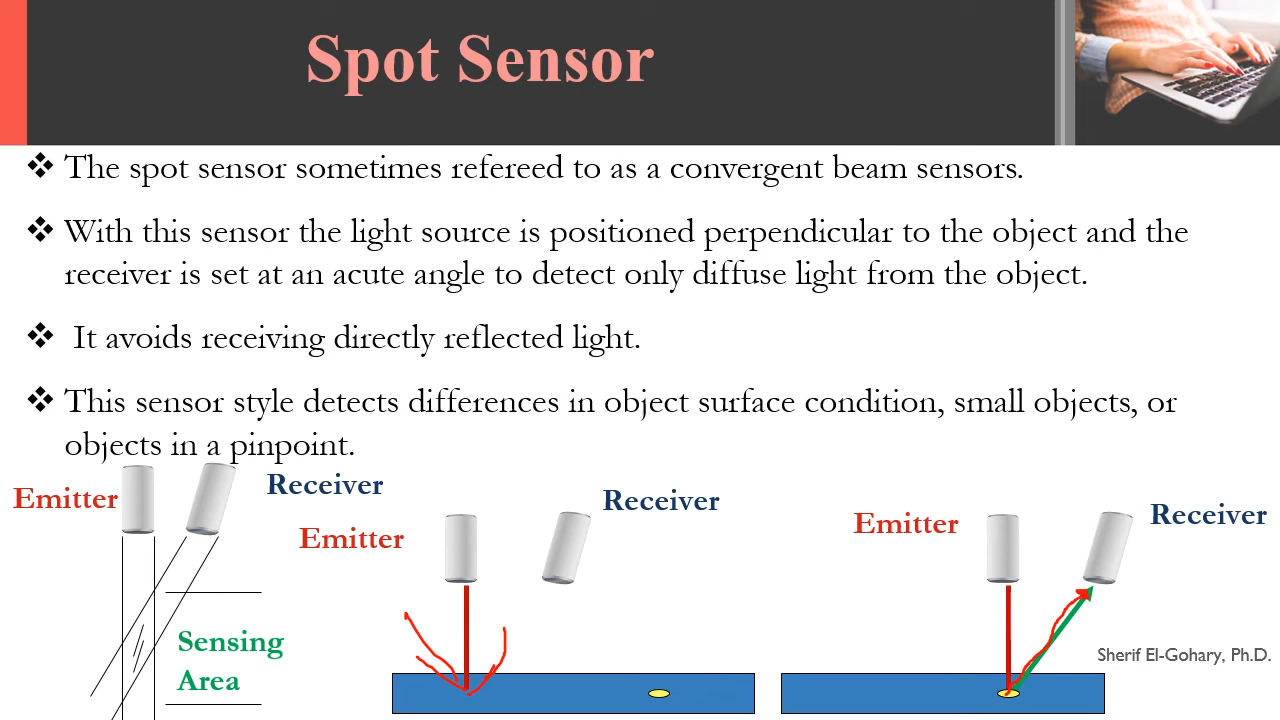 Spot Sensor
❖ The spot sensor sometimes refereed to as a convergent beam sensors.
❖ With this sensor the light source is positioned perpendicular to the object and the
receiver is set at an acute angle to detect only diffuse light from the object.
❖ It avoids receiving directly reflected light.
❖ This sensor style detects differences in object surface condition, small objects, or
objects in a pinpoint.
Emitter
Receiver
Sensing
Area
Emitter
Receiver
Emitter
Receiver
Sherif El-Gohary, Ph.D.